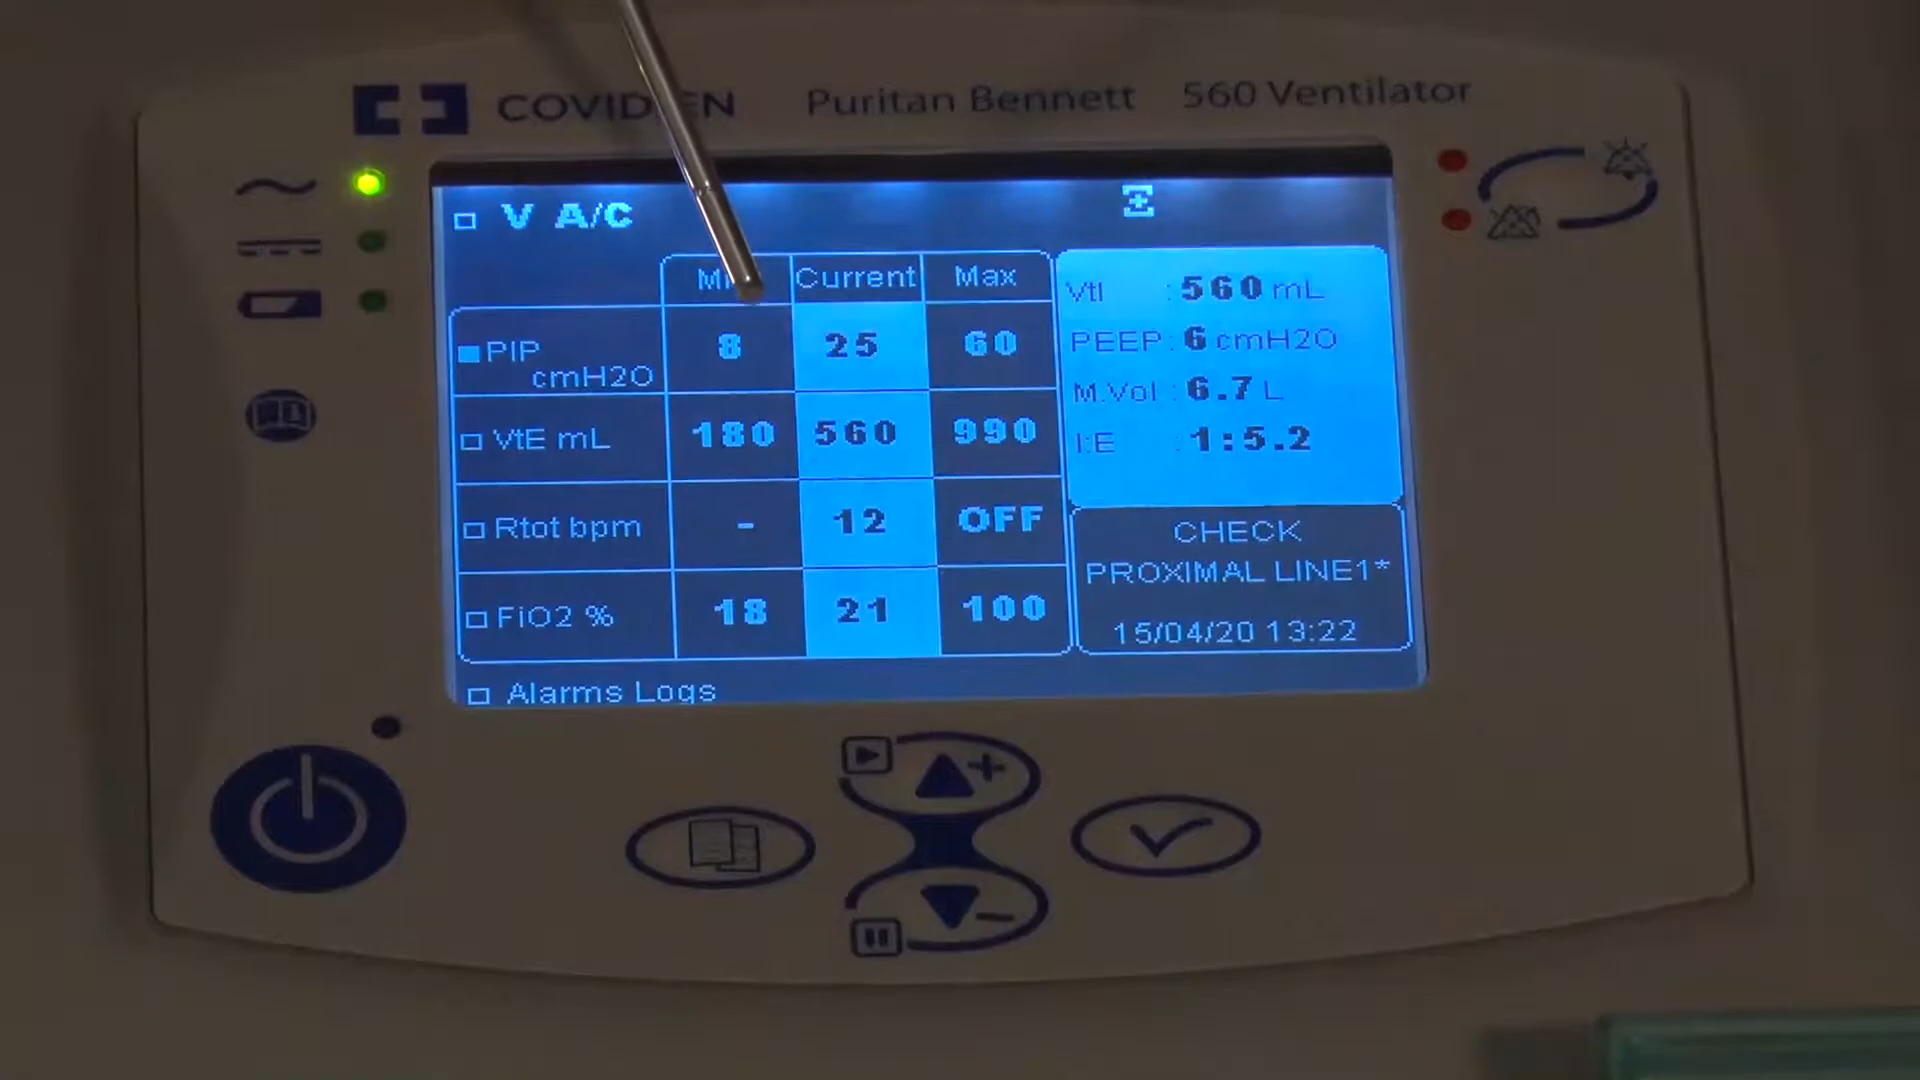 COVIDIEN Puritan Bennett 560 Ventilator
V A/C
Current Max
PIP cmH2O 8 25 60
VtE mL 180 560 990
Rtot bpm - 12 OFF
FiO2 % 18 21 100
Alarms Logs
VtI : 560 mL
PEEP : 6 cmH2O
M.Vol : 6.7 L
I:E : 1:5.2
CHECK
PROXIMAL LINE1*
15/04/20 13:22